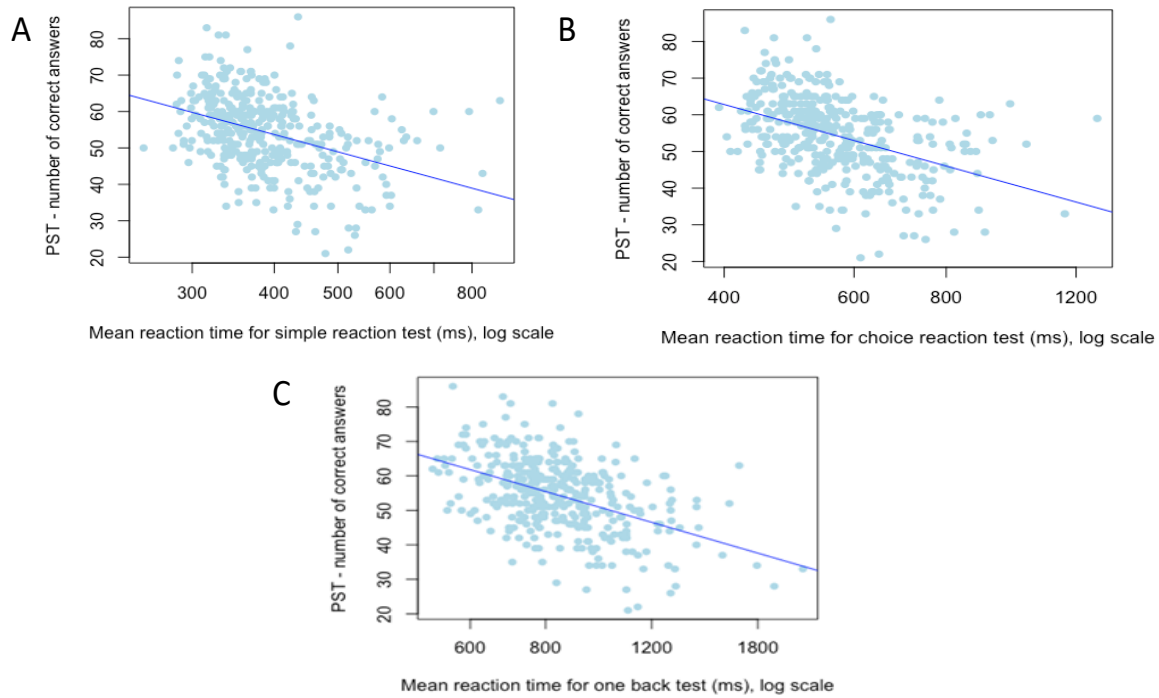 A
PST - number of correct answers
80
70
60
50
40
30
20
300 400 500 600 800
Mean reaction time for simple reaction test (ms), log scale
B
PST - number of correct answers
80
70
60
50
40
30
20
400 600 800 1200
Mean reaction time for choice reaction test (ms), log scale
C
PST - number of correct answers
80
70
60
50
40
30
20
600 800 1200 1800
Mean reaction time for one back test (ms), log scale